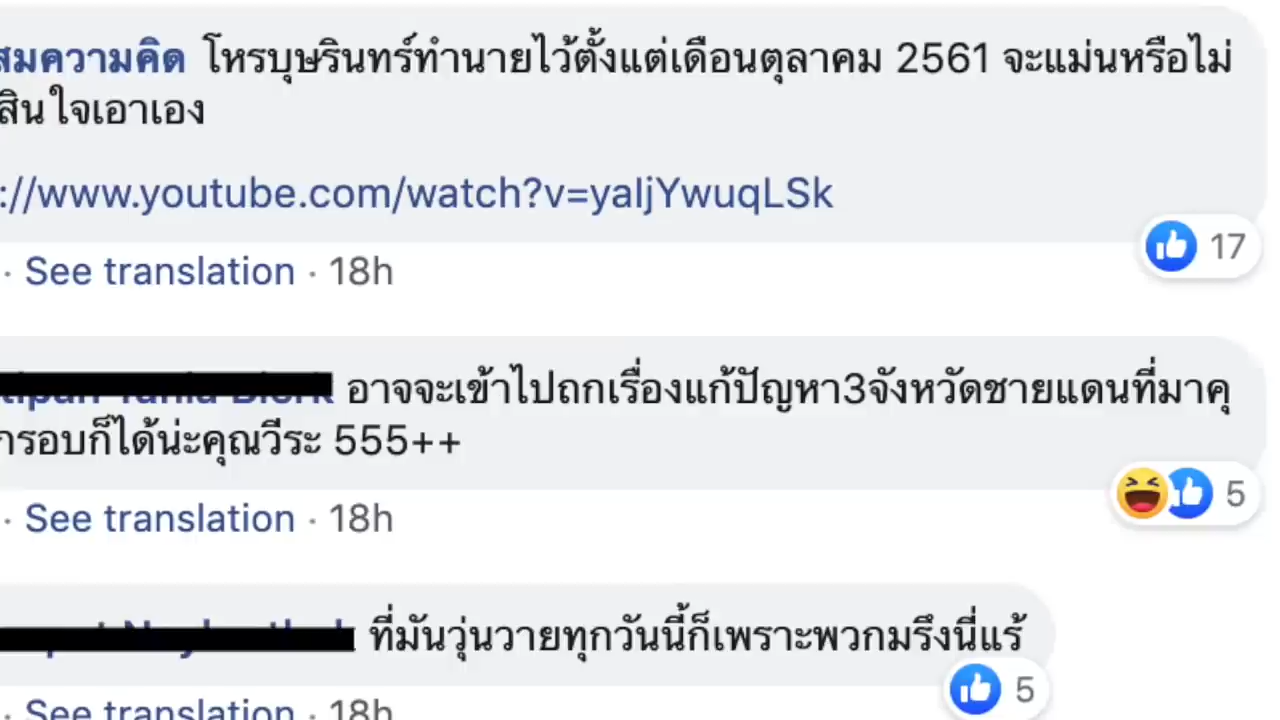 สมความคิด โหรบุษรินทร์ทำนายไว้ตั้งแต่เดือนตุลาคม 2561 จะแม่นหรือไม่
สินใจเอาเอง
://www.youtube.com/watch?v=yaljYwuqLSk
17
· See translation · 18h
อาจจะเข้าไปถกเรื่องแก้ปัญหา3จังหวัดชายแดนที่มาคุ
กรอบก็ได้น่ะคุณวีระ 555++
5
· See translation · 18h
ที่มันวุ่นวายทุกวันนี้ก็เพราะพวกมรึงนี่แร้
5
· See translation · 18h